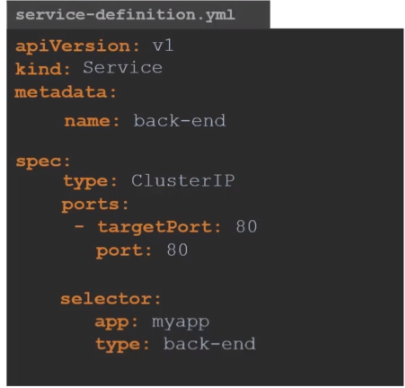 service-definition.yml
apiVersion: v1
kind: Service
metadata:
name: back-end
spec:
type: ClusterIP
ports:
- targetPort: 80
port: 80
selector:
app: myapp
type: back-end